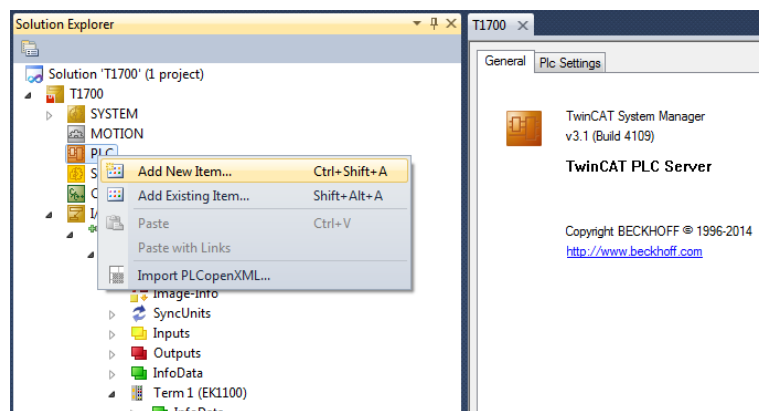 Solution Explorer
T1700
Solution 'T1700' (1 project)
T1700
SYSTEM
MOTION
PLC
S
C
I/
Add New Item... Ctrl+Shift+A
Add Existing Item... Shift+Alt+A
Paste Ctrl+V
Paste with Links
Import PLCopenXML...
Image-Info
SyncUnits
Inputs
Outputs
InfoData
Term 1 (EK1100)
InfoData
General Plc Settings
TwinCAT System Manager
v3.1 (Build 4109)
TwinCAT PLC Server
Copyright BECKHOFF © 1996-2014
http://www.beckhoff.com